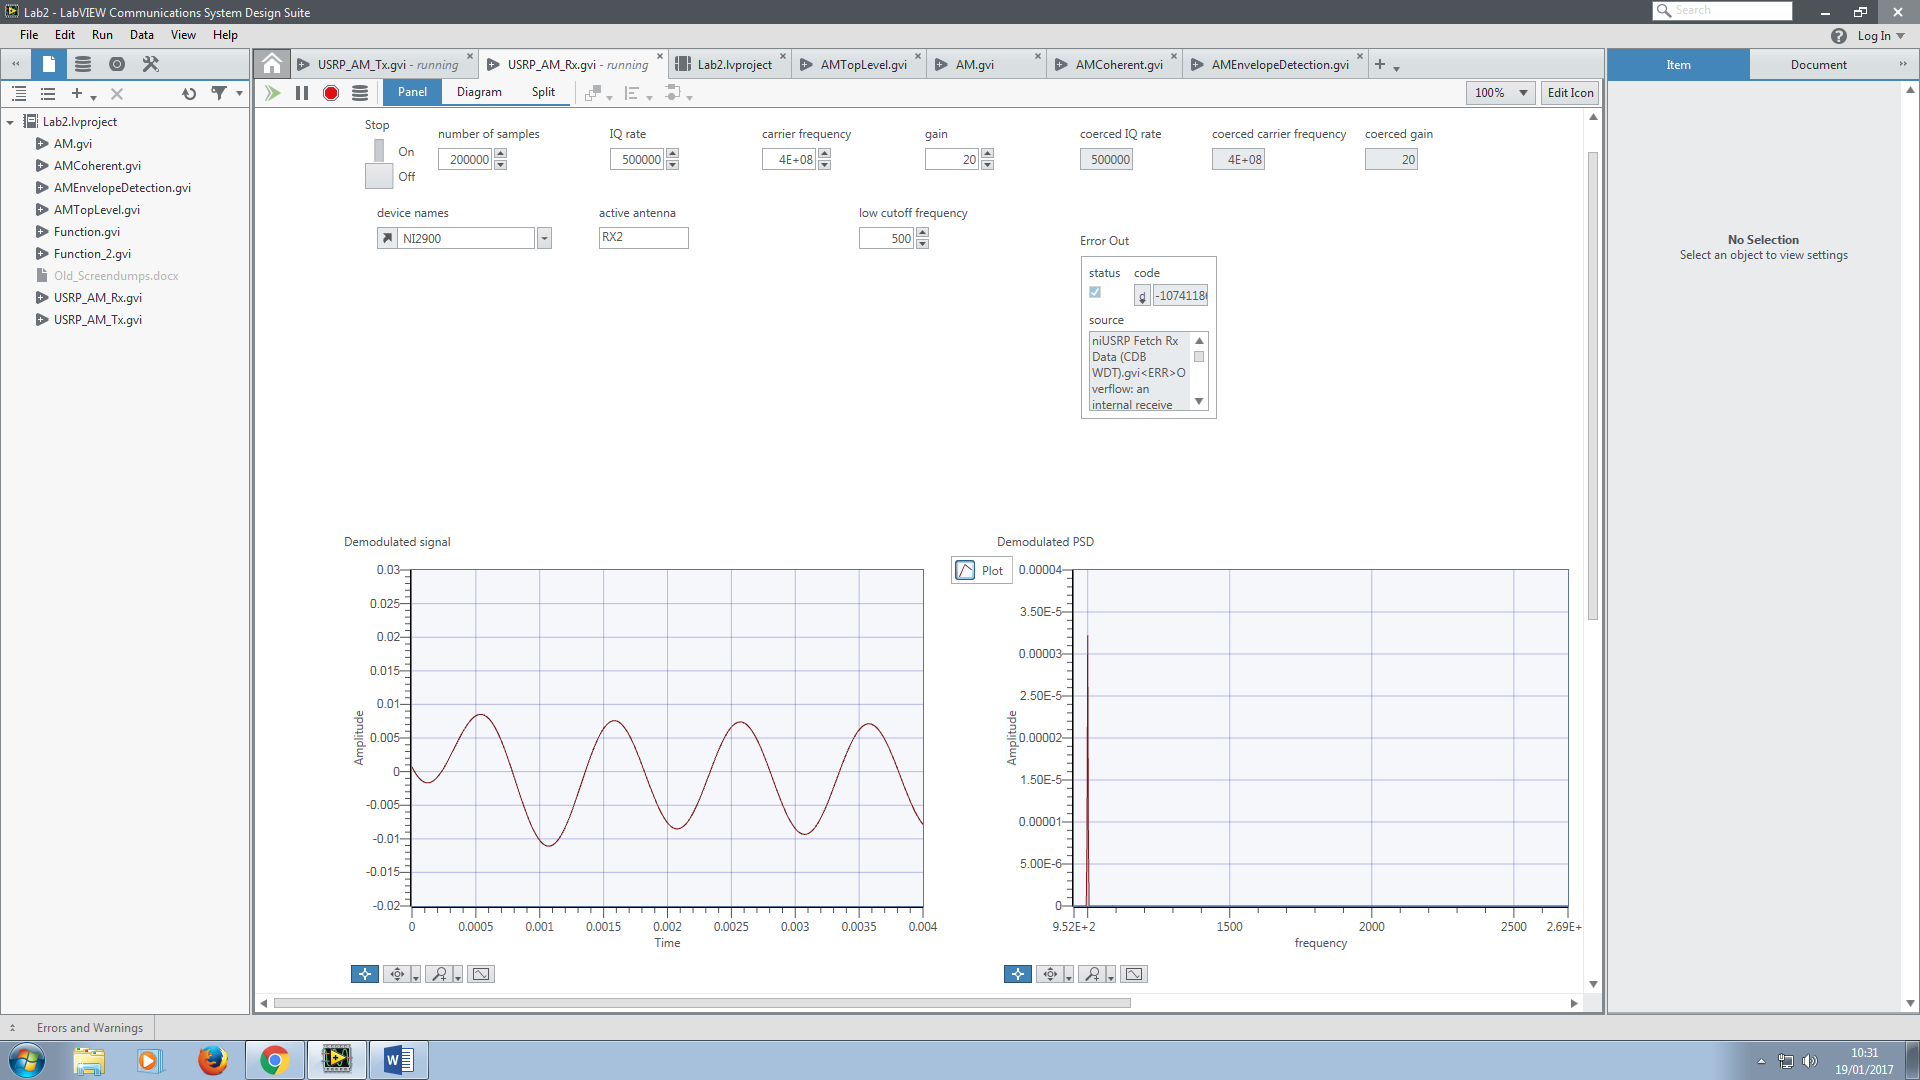 Lab2 - LabVIEW Communications System Design Suite
Search
File Edit Run Data View Help
Log In
USRP_AM_Tx.gvi - running
USRP_AM_Rx.gvi - running
Lab2.lvproject
AMTopLevel.gvi
AM.gvi
AMCoherent.gvi
AMEnvelopeDetection.gvi
Item
Document
Panel
Diagram
Split
100%
Edit Icon
Lab2.lvproject
AM.gvi
AMCoherent.gvi
AMEnvelopeDetection.gvi
AMTopLevel.gvi
Function.gvi
Function_2.gvi
Old_Screendumps.docx
USRP_AM_Rx.gvi
USRP_AM_Tx.gvi
Stop
On
Off
number of samples
200000
IQ rate
500000
carrier frequency
4E+08
gain
20
coerced IQ rate
500000
coerced carrier frequency
4E+08
coerced gain
20
device names
NI2900
active antenna
RX2
low cutoff frequency
500
Error Out
status code
d -1074118
source
niUSRP Fetch Rx
Data (CDB
WDT).gvi<ERR>O
verflow: an
internal receive
No Selection
Select an object to view settings
Demodulated signal
0.03
0.025
0.02
0.015
0.01
0.005
0
-0.005
-0.01
-0.015
-0.02
Amplitude
0 0.0005 0.001 0.0015 0.002 0.0025 0.003 0.0035 0.004
Time
Demodulated PSD
Plot
0.00004
3.50E-5
0.00003
2.50E-5
0.00002
1.50E-5
0.00001
5.00E-6
0
Amplitude
9.52E+2 1500 2000 2500 2.69E+
frequency
Errors and Warnings
10:31
19/01/2017